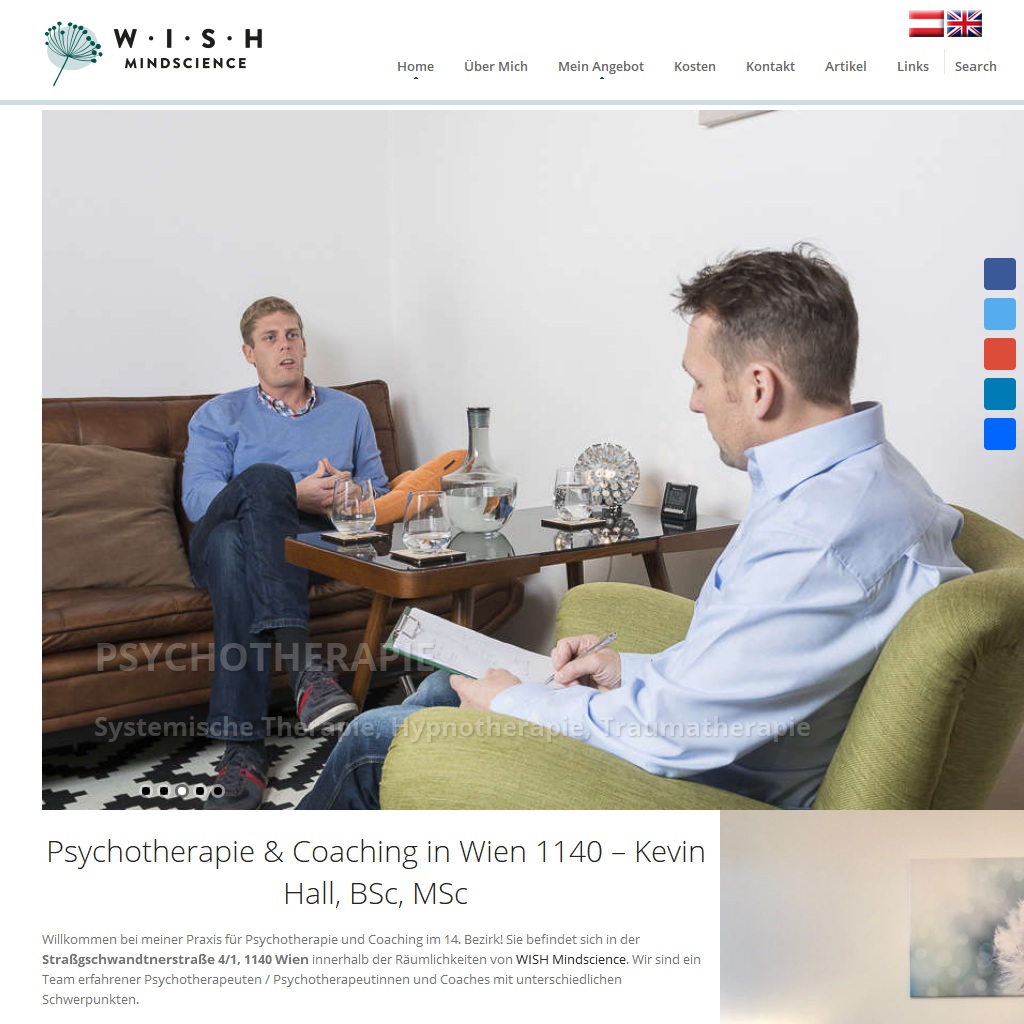 W·I·S·H
MINDSCIENCE
Home Über Mich Mein Angebot Kosten Kontakt Artikel Links Search
PSYCHOTHERAPIE
Systemische Therapie, Hypnotherapie, Traumatherapie
Psychotherapie & Coaching in Wien 1140 – Kevin
Hall, BSc, MSc
Willkommen bei meiner Praxis für Psychotherapie und Coaching im 14. Bezirk! Sie befindet sich in der
Straßgschwandtnerstraße 4/1, 1140 Wien innerhalb der Räumlichkeiten von WISH Mindscience. Wir sind ein
Team erfahrener Psychotherapeuten / Psychotherapeutinnen und Coaches mit unterschiedlichen
Schwerpunkten.